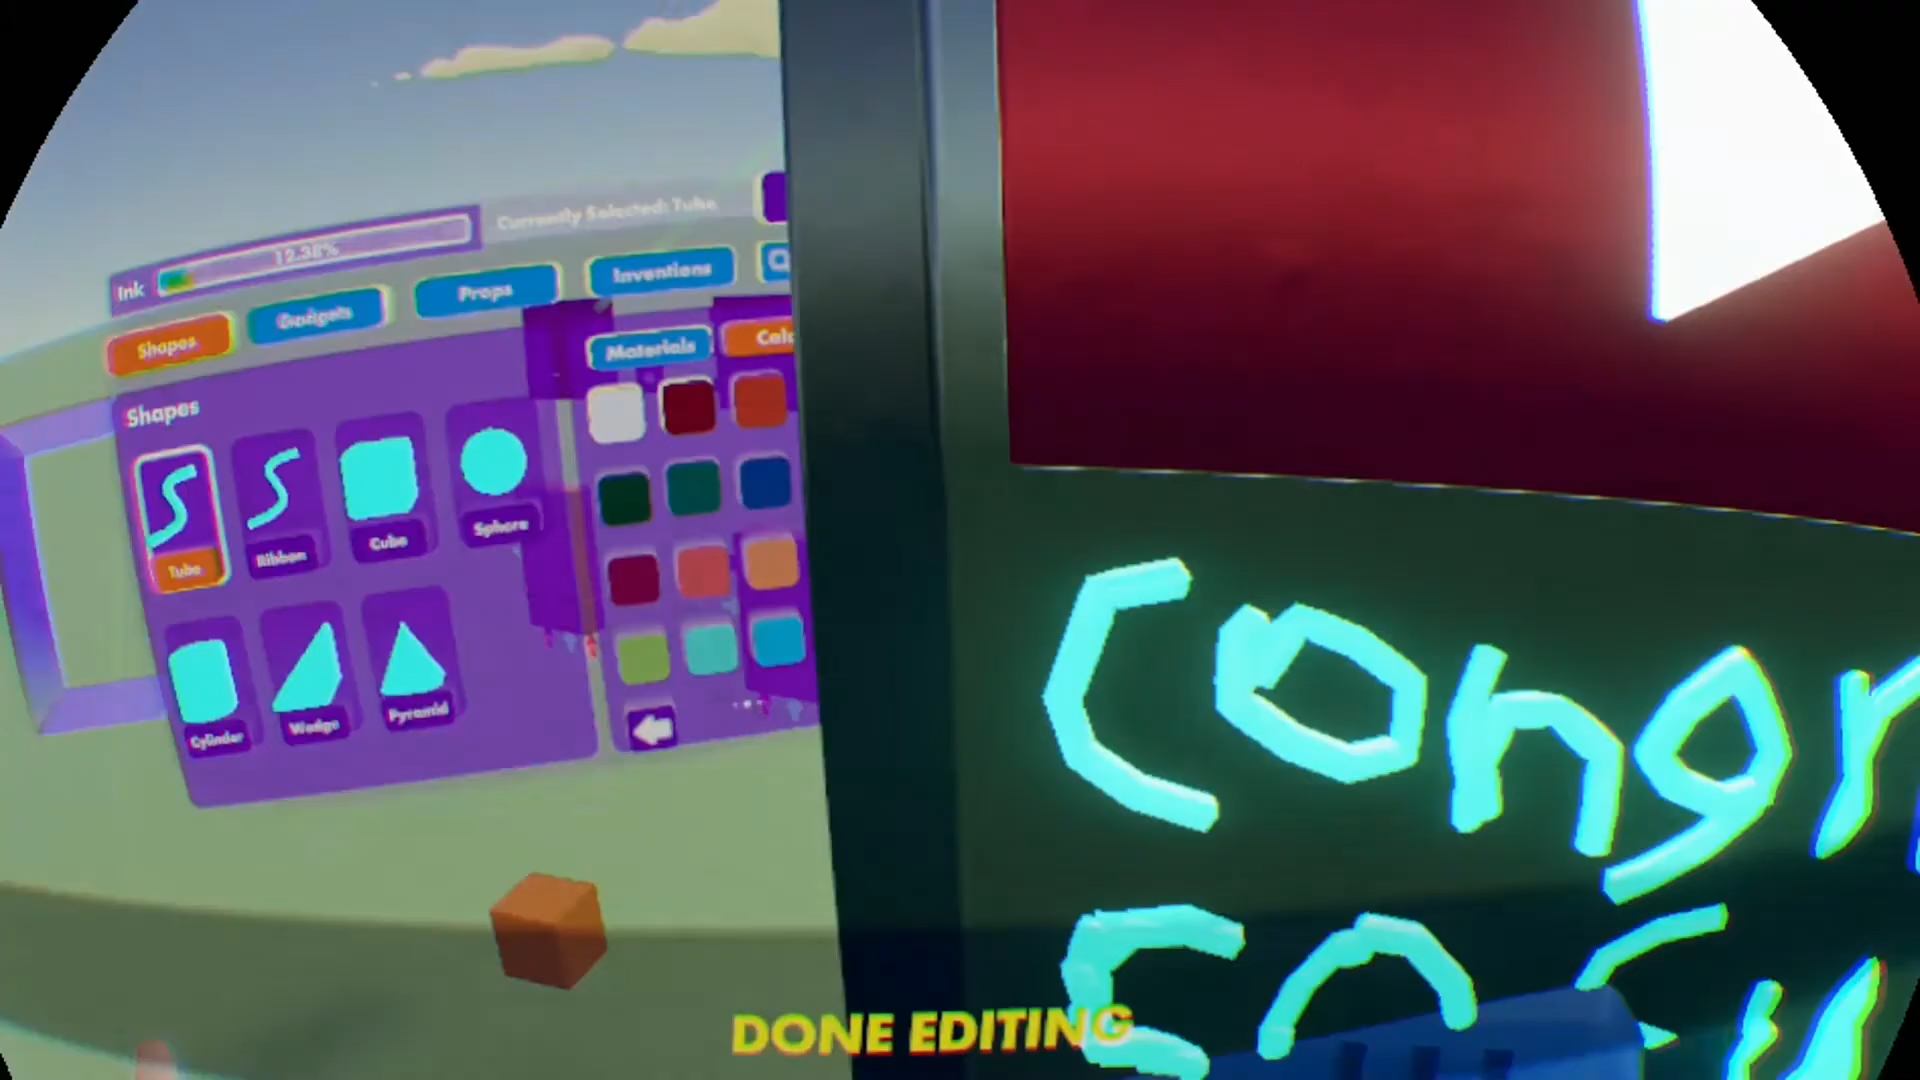 Currently Selected: Tube
Ink 12.38%
Shapes Gadgets Props Inventions
Materials
Shapes
Tube Ribbon Cube Sphere
Cylinder Wedge Pyramid
DONE EDITING